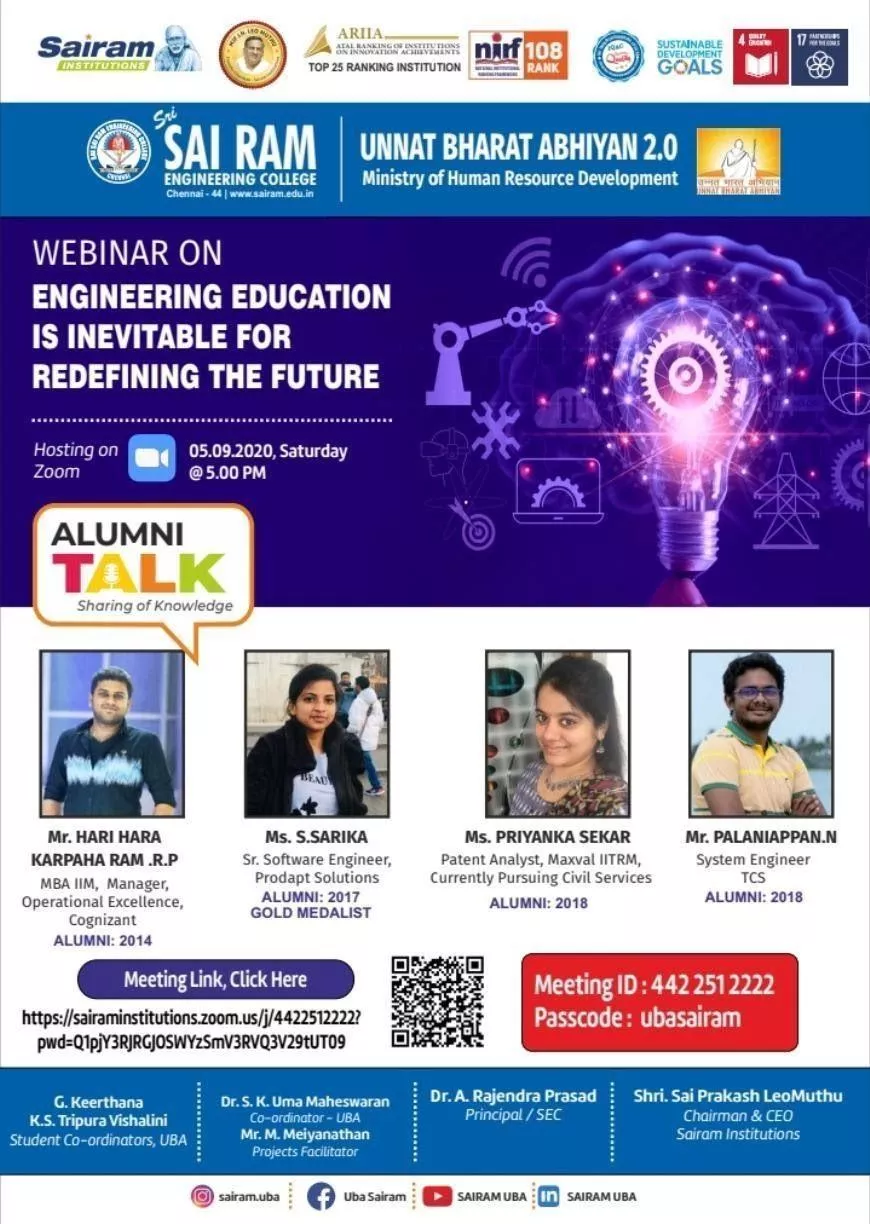 Sairam
INSTITUTIONS
ARIIA
ATAL RANKING OF INSTITUTIONS
ON INNOVATION ACHIEVEMENTS
TOP 25 RANKING INSTITUTION
nirf
108
RANK
SUSTAINABLE
DEVELOPMENT
GOALS
4 QUALITY
EDUCATION
17 PARTNERSHIPS
FOR THE GOALS
Sri
SAI RAM
ENGINEERING COLLEGE
Chennai - 44 | www.sairam.edu.in
UNNAT BHARAT ABHIYAN 2.0
Ministry of Human Resource Development
उन्नत भारत अभियान
UNNAT BHARAT ABHIYAN
WEBINAR ON
ENGINEERING EDUCATION
IS INEVITABLE FOR
REDEFINING THE FUTURE
Hosting on
Zoom
05.09.2020, Saturday
@ 5.00 PM
ALUMNI
TALK
Sharing of Knowledge
Mr. HARI HARA
KARPAHA RAM .R.P
MBA IIM, Manager,
Operational Excellence,
Cognizant
ALUMNI: 2014
Ms. S.SARIKA
Sr. Software Engineer,
Prodapt Solutions
ALUMNI: 2017
GOLD MEDALIST
Ms. PRIYANKA SEKAR
Patent Analyst, Maxval IITRM,
Currently Pursuing Civil Services
ALUMNI: 2018
Mr. PALANIAPPAN.N
System Engineer
TCS
ALUMNI: 2018
Meeting Link, Click Here
https://sairaminstitutions.zoom.us/j/4422512222?
pwd=Q1pjY3RJRGJOSWYzSmV3RVQ3V29tUT09
Meeting ID : 442 251 2222
Passcode : ubasairam
G. Keerthana
K.S. Tripura Vishalini
Student Co-ordinators, UBA
Dr. S. K. Uma Maheswaran
Co-ordinator - UBA
Mr. M. Meiyanathan
Projects Facilitator
Dr. A. Rajendra Prasad
Principal / SEC
Shri. Sai Prakash LeoMuthu
Chairman & CEO
Sairam Institutions
sairam.uba
Uba Sairam
SAIRAM UBA
SAIRAM UBA